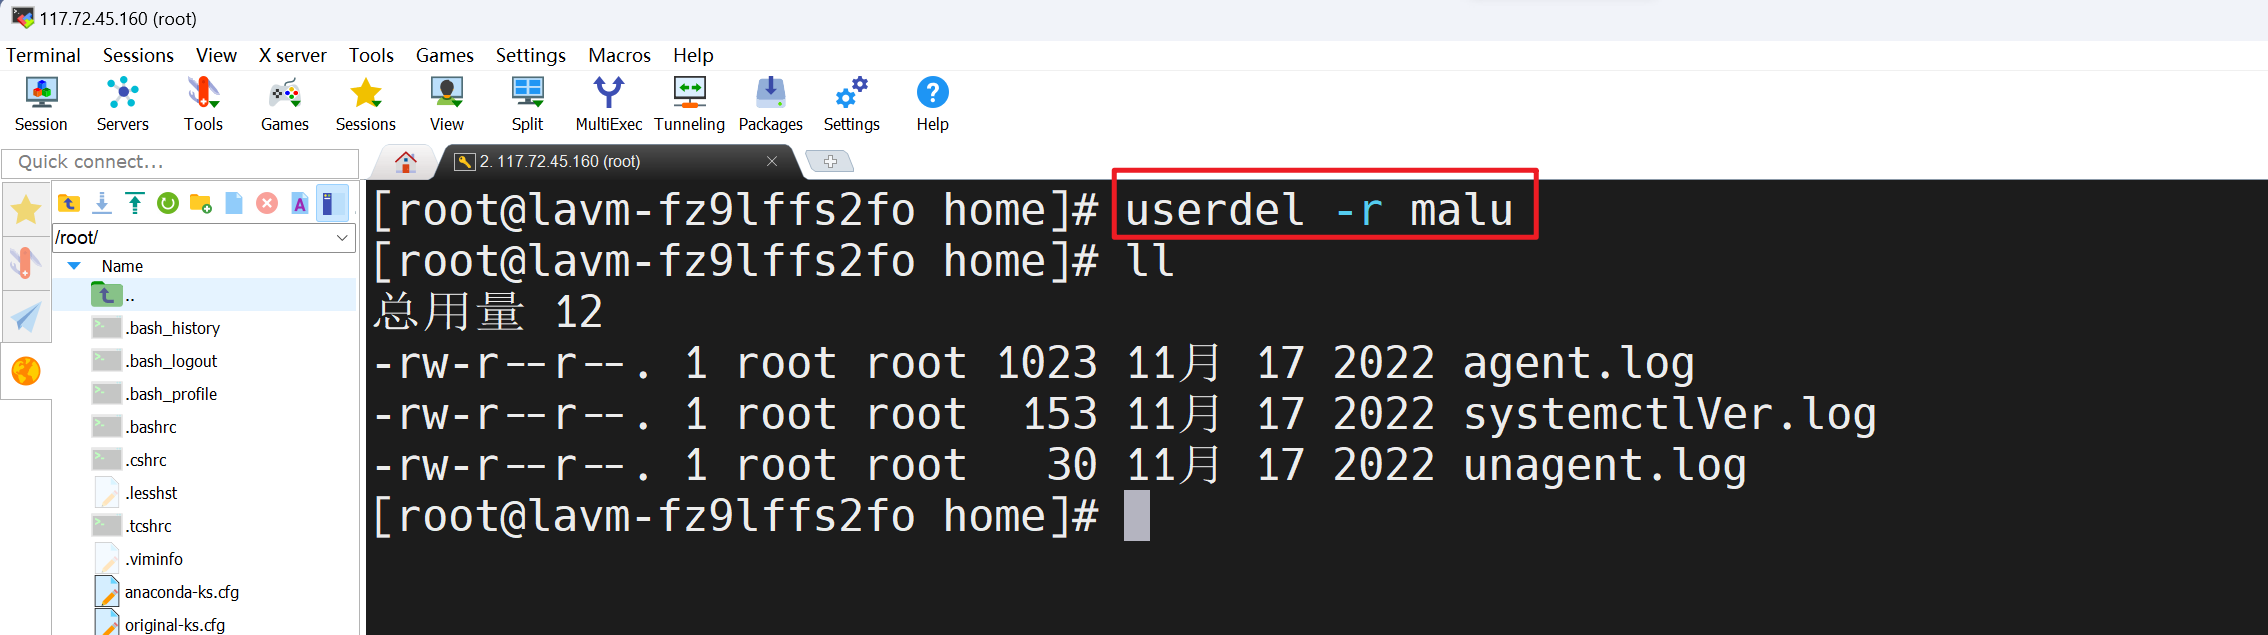 117.72.45.160 (root)
Terminal Sessions View X server Tools Games Settings Macros Help
Session Servers Tools Games Sessions View Split MultiExec Tunneling Packages Settings Help
Quick connect...
2. 117.72.45.160 (root)
/root/
Name
..
.bash_history
.bash_logout
.bash_profile
.bashrc
.cshrc
.lesshst
.tcshrc
.viminfo
anaconda-ks.cfg
original-ks.cfg
[root@lavm-fz9lffs2fo home]# userdel -r malu
[root@lavm-fz9lffs2fo home]# ll
总用量 12
-rw-r--r--. 1 root root 1023 11月 17 2022 agent.log
-rw-r--r--. 1 root root 153 11月 17 2022 systemctlVer.log
-rw-r--r--. 1 root root 30 11月 17 2022 unagent.log
[root@lavm-fz9lffs2fo home]#